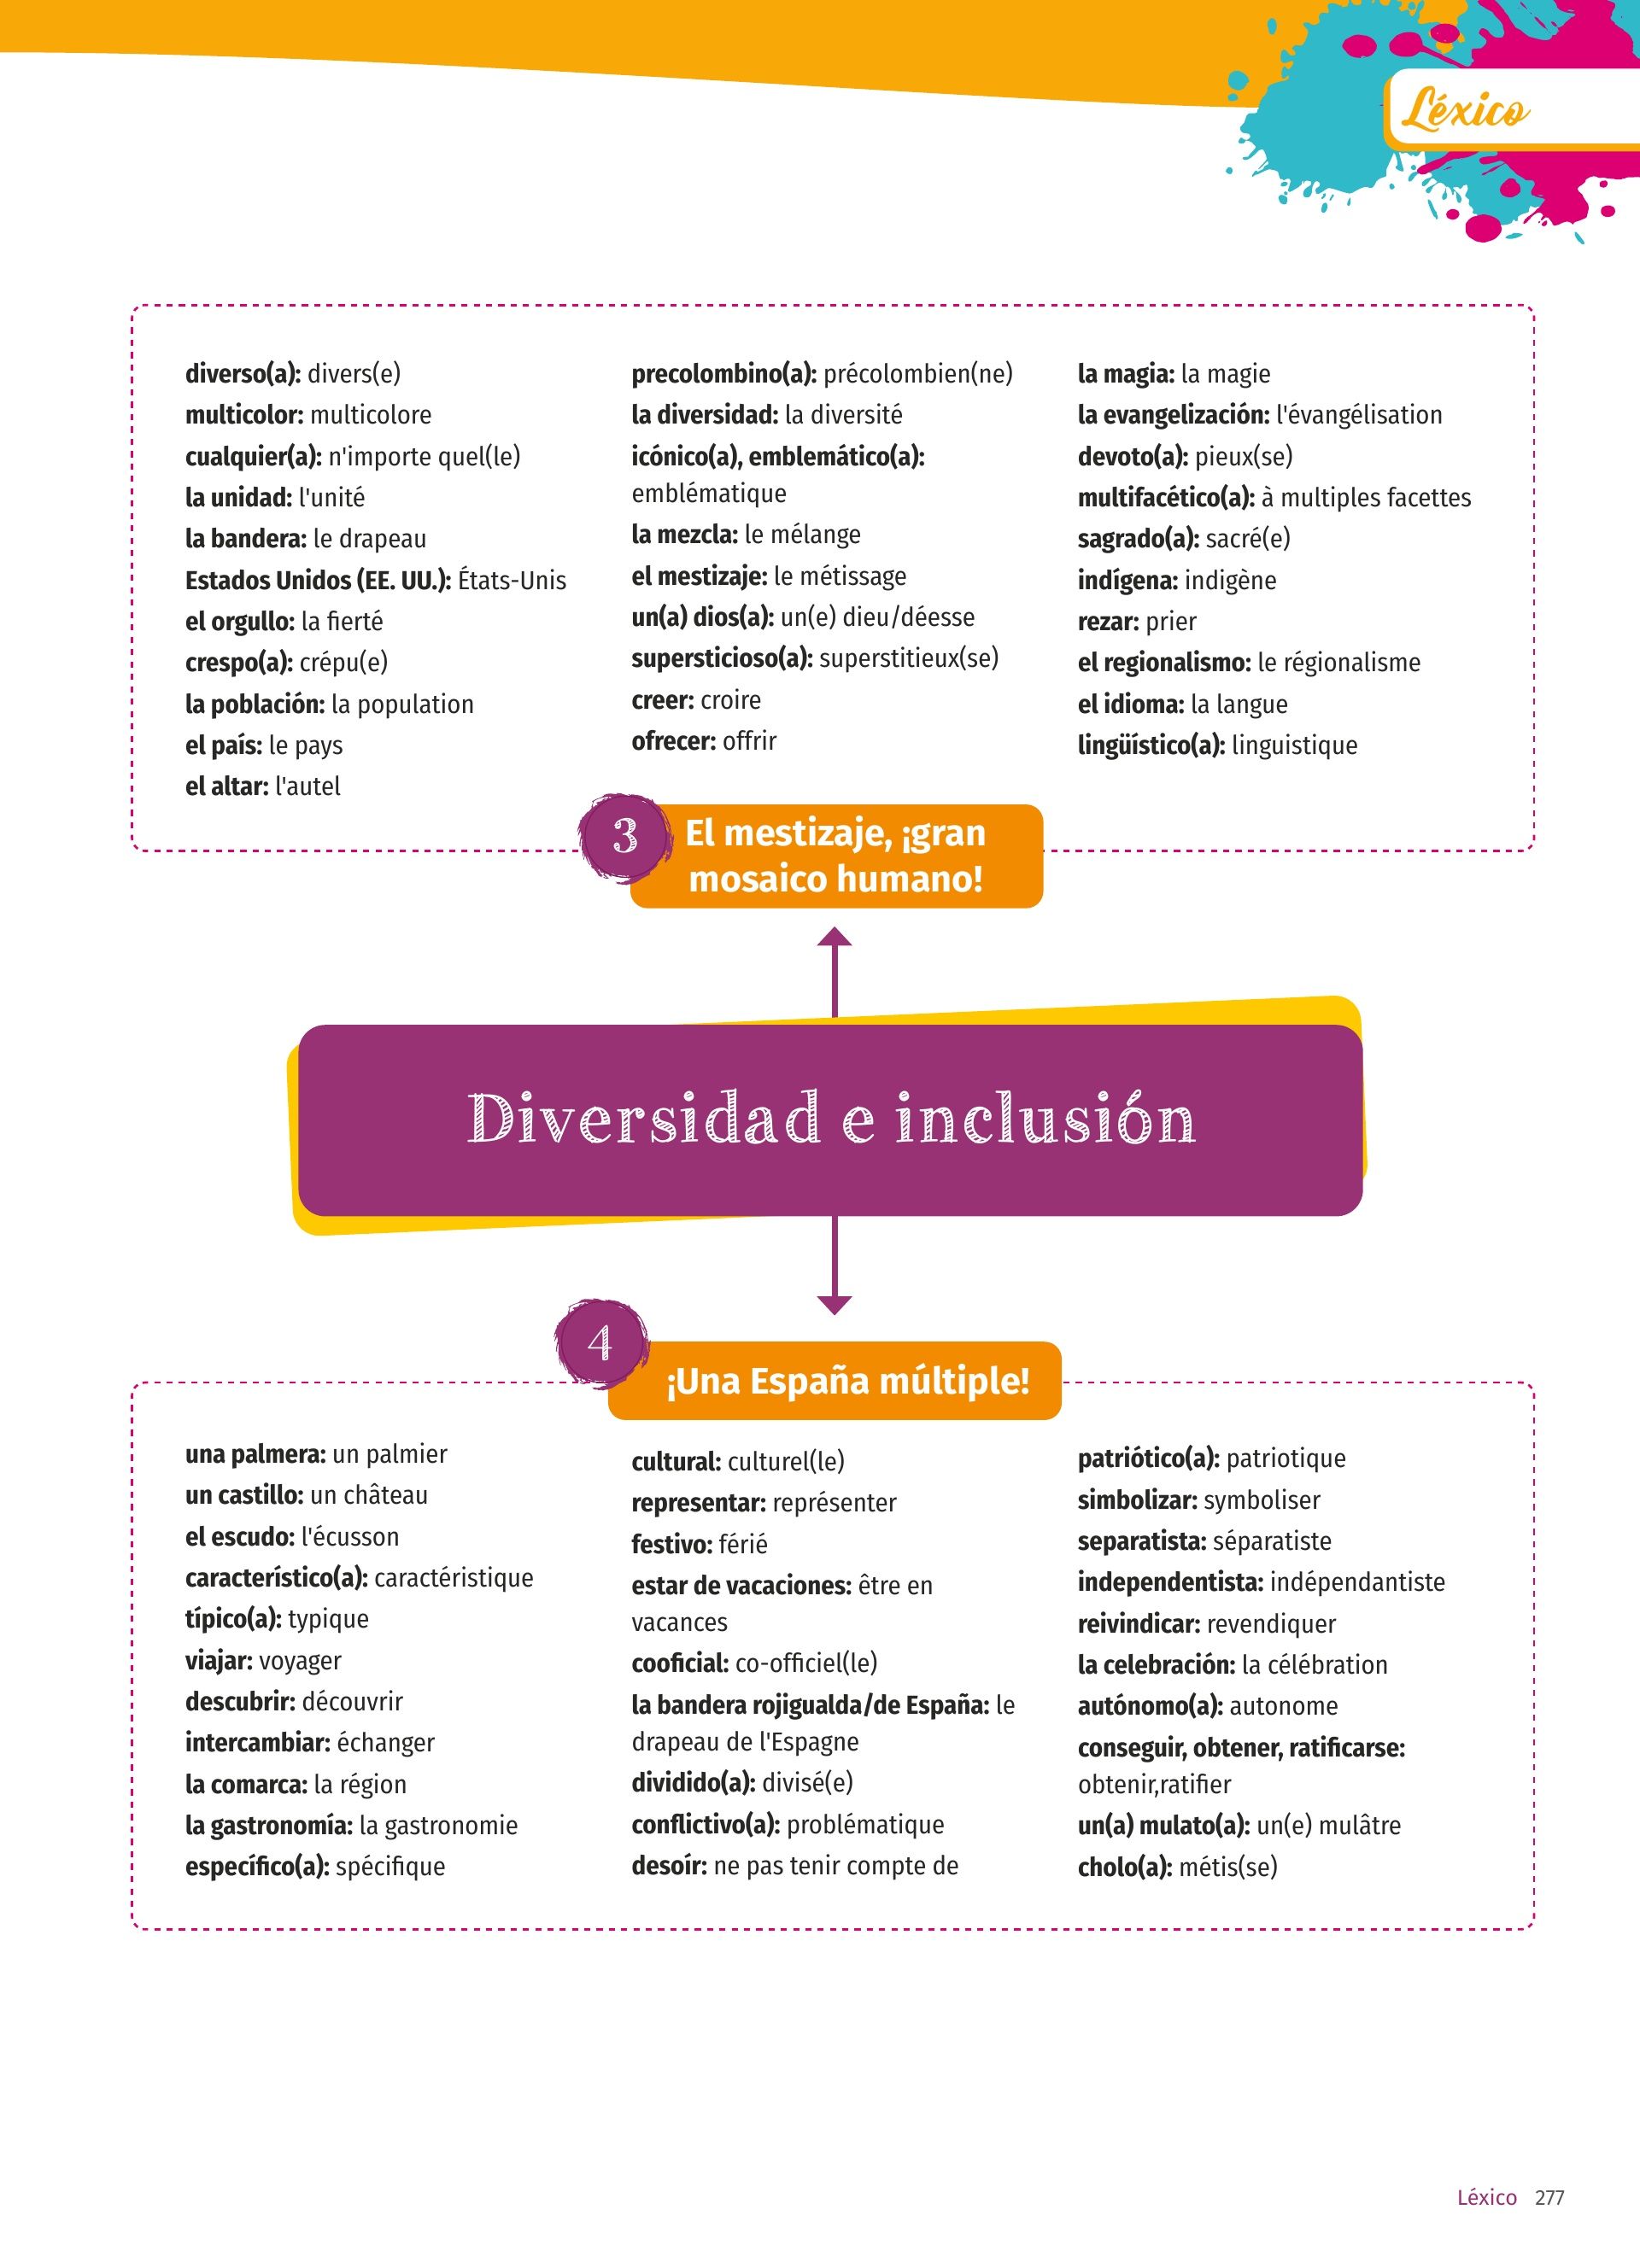 Léxico
diverso(a): divers(e)
multicolor: multicolore
cualquier(a): n'importe quel(le)
la unidad: l'unité
la bandera: le drapeau
Estados Unidos (EE. UU.): États-Unis
el orgullo: la fierté
crespo(a): crépu(e)
la población: la population
el país: le pays
el altar: l'autel
precolombino(a): précolombien(ne)
la diversidad: la diversité
icónico(a), emblemático(a):
emblématique
la mezcla: le mélange
el mestizaje: le métissage
un(a) dios(a): un(e) dieu/déesse
supersticioso(a): superstitieux(se)
creer: croire
ofrecer: offrir
la magia: la magie
la evangelización: l'évangélisation
devoto(a): pieux(se)
multifacético(a): à multiples facettes
sagrado(a): sacré(e)
indígena: indigène
rezar: prier
el regionalismo: le régionalisme
el idioma: la langue
lingüístico(a): linguistique
3
El mestizaje, ¡gran
mosaico humano!
Diversidad e inclusión
4
¡Una España múltiple!
una palmera: un palmier
un castillo: un château
el escudo: l'écusson
característico(a): caractéristique
típico(a): typique
viajar: voyager
descubrir: découvrir
intercambiar: échanger
la comarca: la région
la gastronomía: la gastronomie
específico(a): spécifique
cultural: culturel(le)
representar: représenter
festivo: férié
estar de vacaciones: être en
vacances
cooficial: co-officiel(le)
la bandera rojigualda/de España: le
drapeau de l'Espagne
dividido(a): divisé(e)
conflictivo(a): problématique
desoír: ne pas tenir compte de
patriótico(a): patriotique
simbolizar: symboliser
separatista: séparatiste
independentista: indépendantiste
reivindicar: revendiquer
la celebración: la célébration
autónomo(a): autonome
conseguir, obtener, ratificarse:
obtenir,ratifier
un(a) mulato(a): un(e) mulâtre
cholo(a): métis(se)
Léxico 277